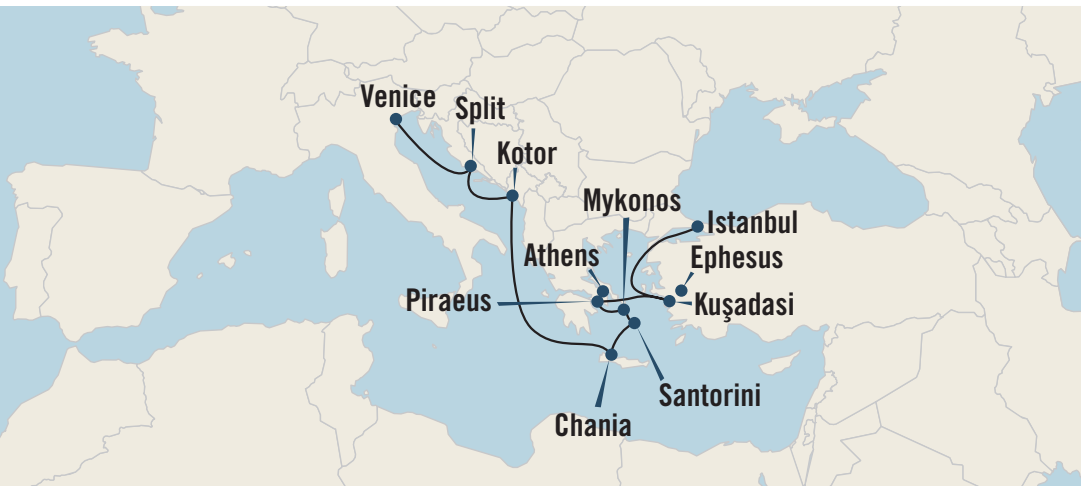 Venice
Split
Kotor
Mykonos
Istanbul
Athens
Ephesus
Piraeus
Kuşadasi
Santorini
Chania